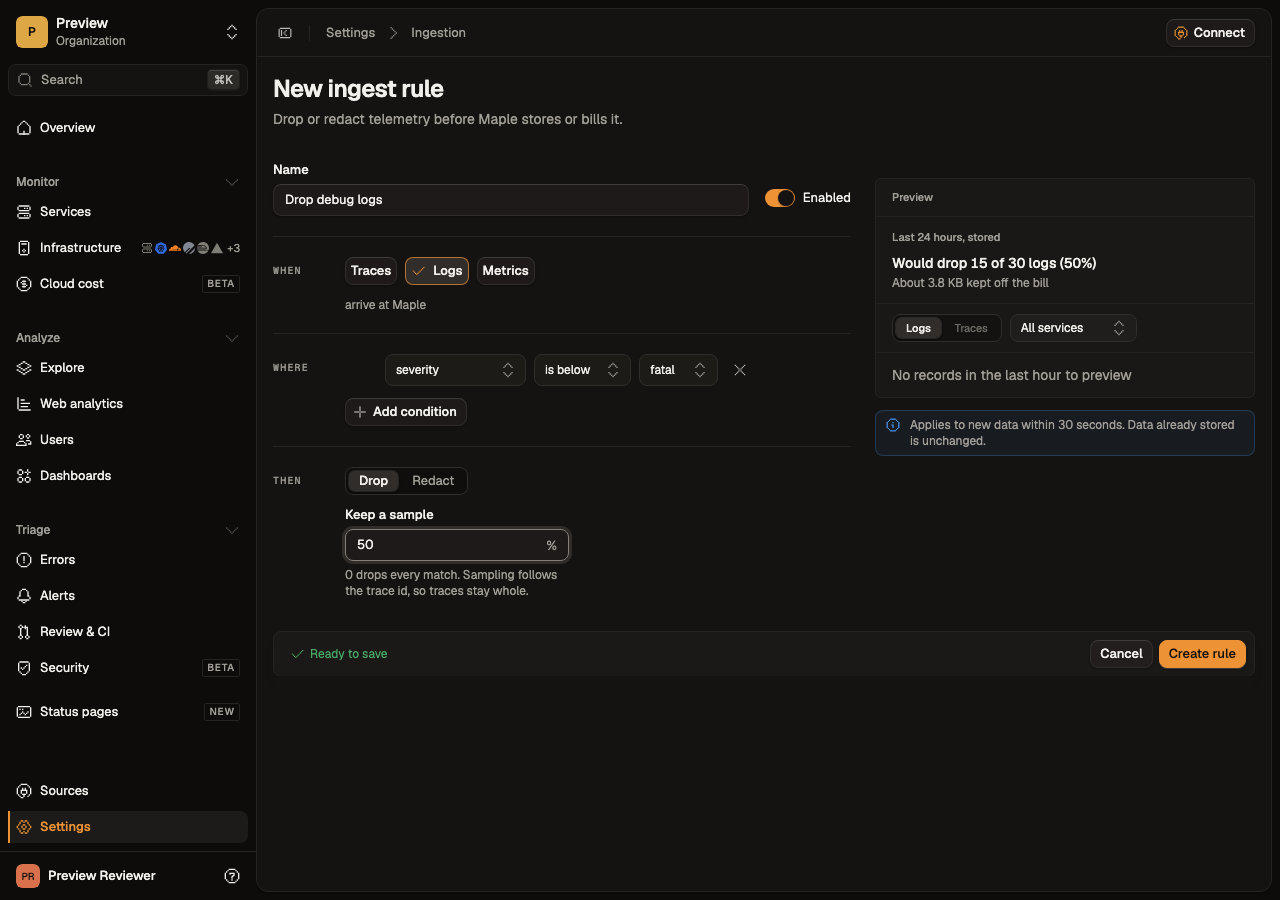 P
Preview
Organization
Search
⌘K
Overview
Monitor
Services
Infrastructure
+3
Cloud cost
BETA
Analyze
Explore
Web analytics
Users
Dashboards
Triage
Errors
Alerts
Review & CI
Security
BETA
Status pages
NEW
Sources
Settings
PR
Preview Reviewer
Settings
Ingestion
Connect
New ingest rule
Drop or redact telemetry before Maple stores or bills it.
Name
Drop debug logs
Enabled
WHEN
Traces
Logs
Metrics
arrive at Maple
WHERE
severity
is below
fatal
Add condition
THEN
Drop
Redact
Keep a sample
50
%
0 drops every match. Sampling follows
the trace id, so traces stay whole.
Preview
Last 24 hours, stored
Would drop 15 of 30 logs (50%)
About 3.8 KB kept off the bill
Logs
Traces
All services
No records in the last hour to preview
Applies to new data within 30 seconds. Data already stored
is unchanged.
Ready to save
Cancel
Create rule